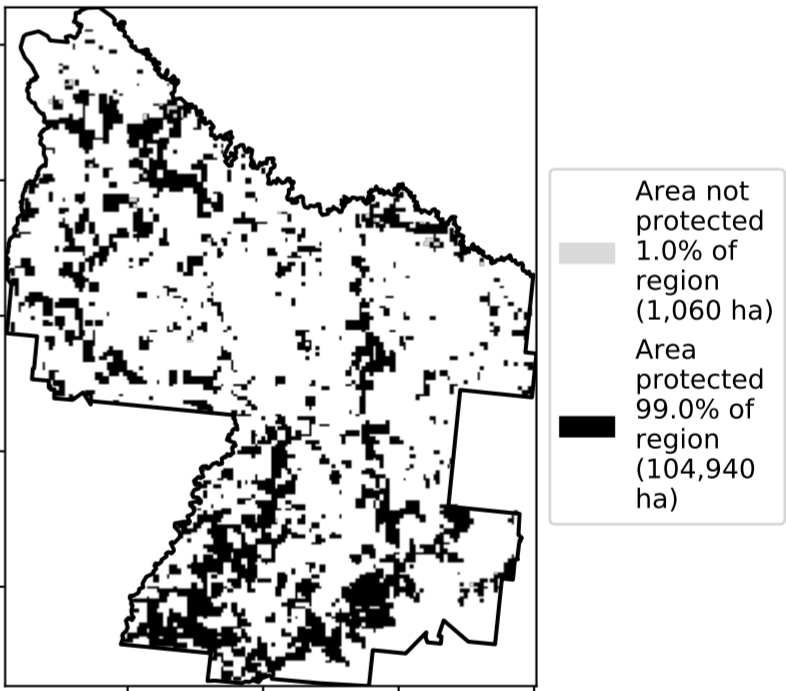 Area not
protected
1.0% of
region
(1,060 ha)
Area
protected
99.0% of
region
(104,940
ha)